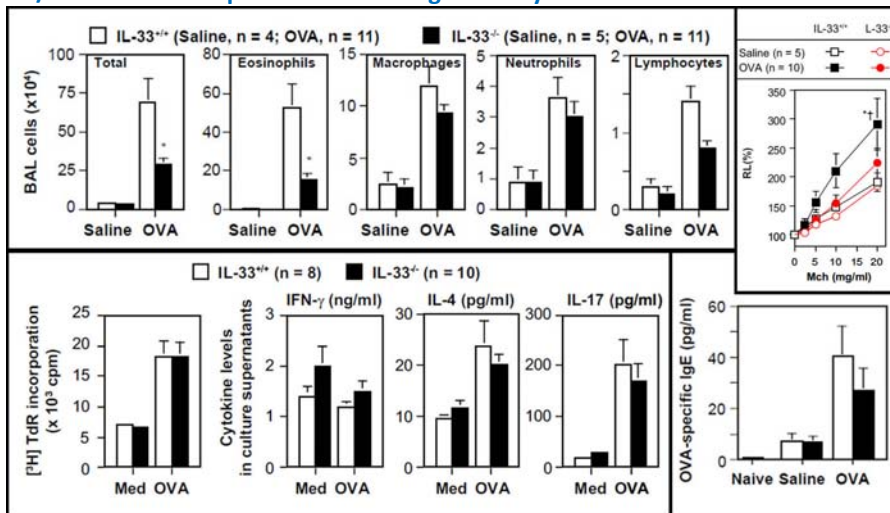 IL-33⁺/⁺ (Saline, n = 4; OVA, n = 11) IL-33⁻/⁻ (Saline, n = 5; OVA, n = 11)
BAL cells (x10⁴)
Total
100
75
50
25
0
Saline OVA
*
Eosinophils
80
60
40
20
0
Saline OVA
*
Macrophages
15
10
5
0
Saline OVA
Neutrophils
5
4
3
2
1
0
Saline OVA
Lymphocytes
2
1
0
Saline OVA
IL-33⁺/⁺ L-33
Saline (n = 5)
OVA (n = 10)
RL(%)
350
300
250
200
150
100
*†
0 5 10 15 20
Mch (mg/ml)
IL-33⁺/⁺ (n = 8) IL-33⁻/⁻ (n = 10)
[³H] TdR incorporation
(x 10³ cpm)
25
20
15
10
5
0
Med OVA
Cytokine levels
in culture supernatants
IFN-γ (ng/ml)
3
2
1
0
Med OVA
IL-4 (pg/ml)
30
20
10
0
Med OVA
IL-17 (pg/ml)
300
200
100
0
Med OVA
OVA-specific IgE (pg/ml)
60
40
20
0
Naive Saline OVA